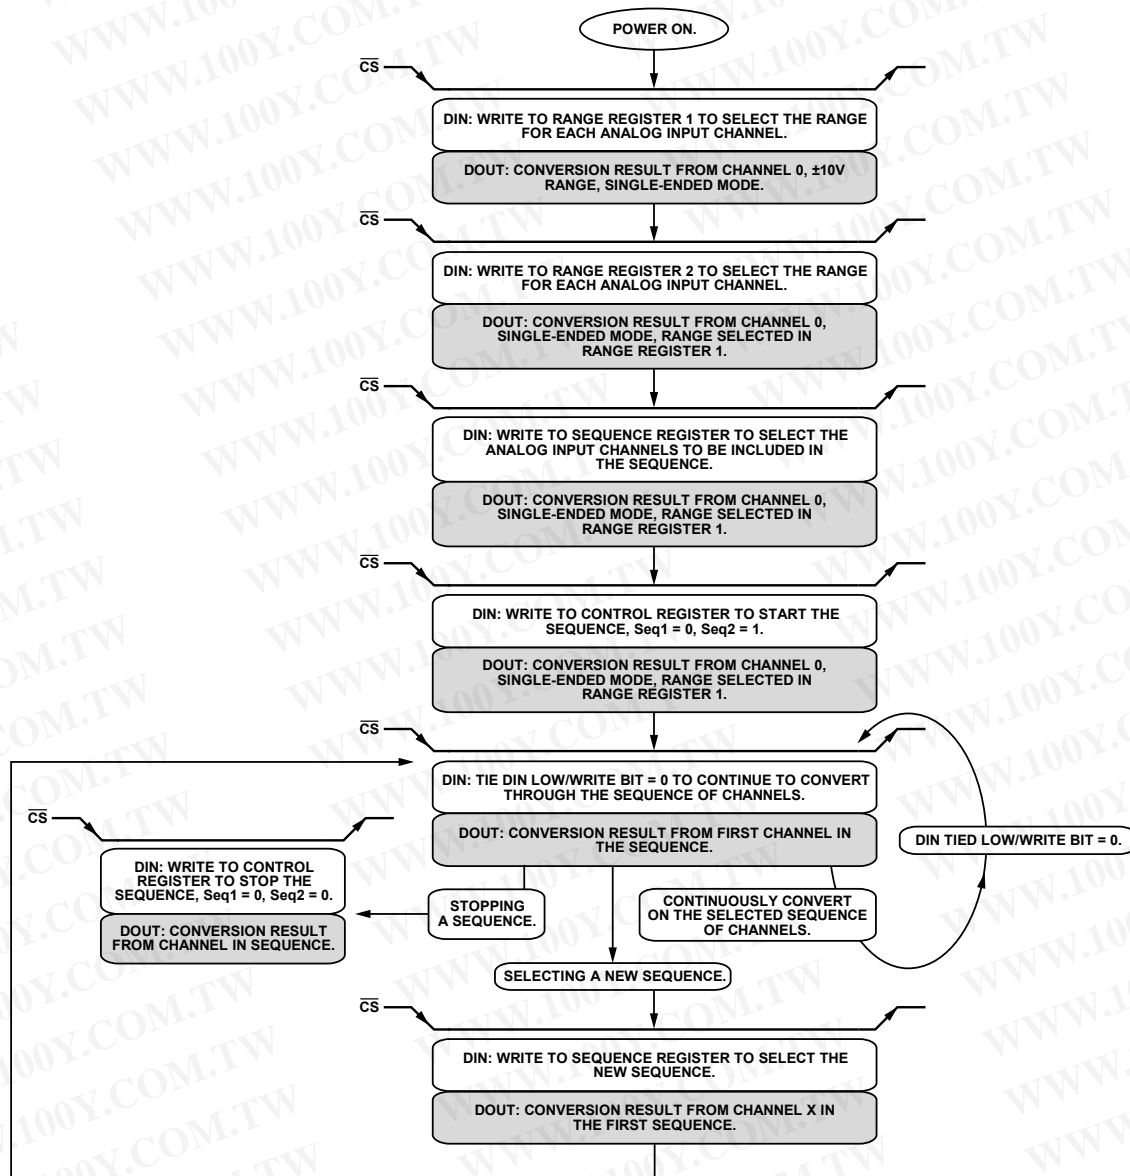 POWER ON.
CS
DIN: WRITE TO RANGE REGISTER 1 TO SELECT THE RANGE
FOR EACH ANALOG INPUT CHANNEL.
DOUT: CONVERSION RESULT FROM CHANNEL 0, ±10V
RANGE, SINGLE-ENDED MODE.
CS
DIN: WRITE TO RANGE REGISTER 2 TO SELECT THE RANGE
FOR EACH ANALOG INPUT CHANNEL.
DOUT: CONVERSION RESULT FROM CHANNEL 0,
SINGLE-ENDED MODE, RANGE SELECTED IN
RANGE REGISTER 1.
CS
DIN: WRITE TO SEQUENCE REGISTER TO SELECT THE
ANALOG INPUT CHANNELS TO BE INCLUDED IN
THE SEQUENCE.
DOUT: CONVERSION RESULT FROM CHANNEL 0,
SINGLE-ENDED MODE, RANGE SELECTED IN
RANGE REGISTER 1.
CS
DIN: WRITE TO CONTROL REGISTER TO START THE
SEQUENCE, Seq1 = 0, Seq2 = 1.
DOUT: CONVERSION RESULT FROM CHANNEL 0,
SINGLE-ENDED MODE, RANGE SELECTED IN
RANGE REGISTER 1.
CS
DIN: TIE DIN LOW/WRITE BIT = 0 TO CONTINUE TO CONVERT
THROUGH THE SEQUENCE OF CHANNELS.
DOUT: CONVERSION RESULT FROM FIRST CHANNEL IN
THE SEQUENCE.
DIN TIED LOW/WRITE BIT = 0.
CS
DIN: WRITE TO CONTROL
REGISTER TO STOP THE
SEQUENCE, Seq1 = 0, Seq2 = 0.
DOUT: CONVERSION RESULT
FROM CHANNEL IN SEQUENCE.
STOPPING
A SEQUENCE.
CONTINUOUSLY CONVERT
ON THE SELECTED SEQUENCE
OF CHANNELS.
SELECTING A NEW SEQUENCE.
CS
DIN: WRITE TO SEQUENCE REGISTER TO SELECT THE
NEW SEQUENCE.
DOUT: CONVERSION RESULT FROM CHANNEL X IN
THE FIRST SEQUENCE.
WWW.100Y.COM.TW